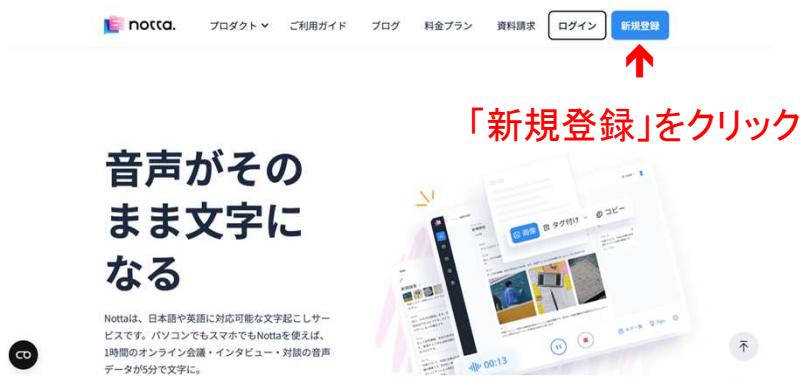 notta.
プロダクト
ご利用ガイド
ブログ
料金プラン
資料請求
ログイン
新規登録
「新規登録」をクリック
音声がその
まま文字に
なる
Nottaは、日本語や英語に対応可能な文字起こしサー
ビスです。パソコンでもスマホでもNottaを使えば、
1時間のオンライン会議・インタビュー・対談の音声
データが5分で文字に。
画像
タグ付け
コピー
タグ一覧
Tips
00:13